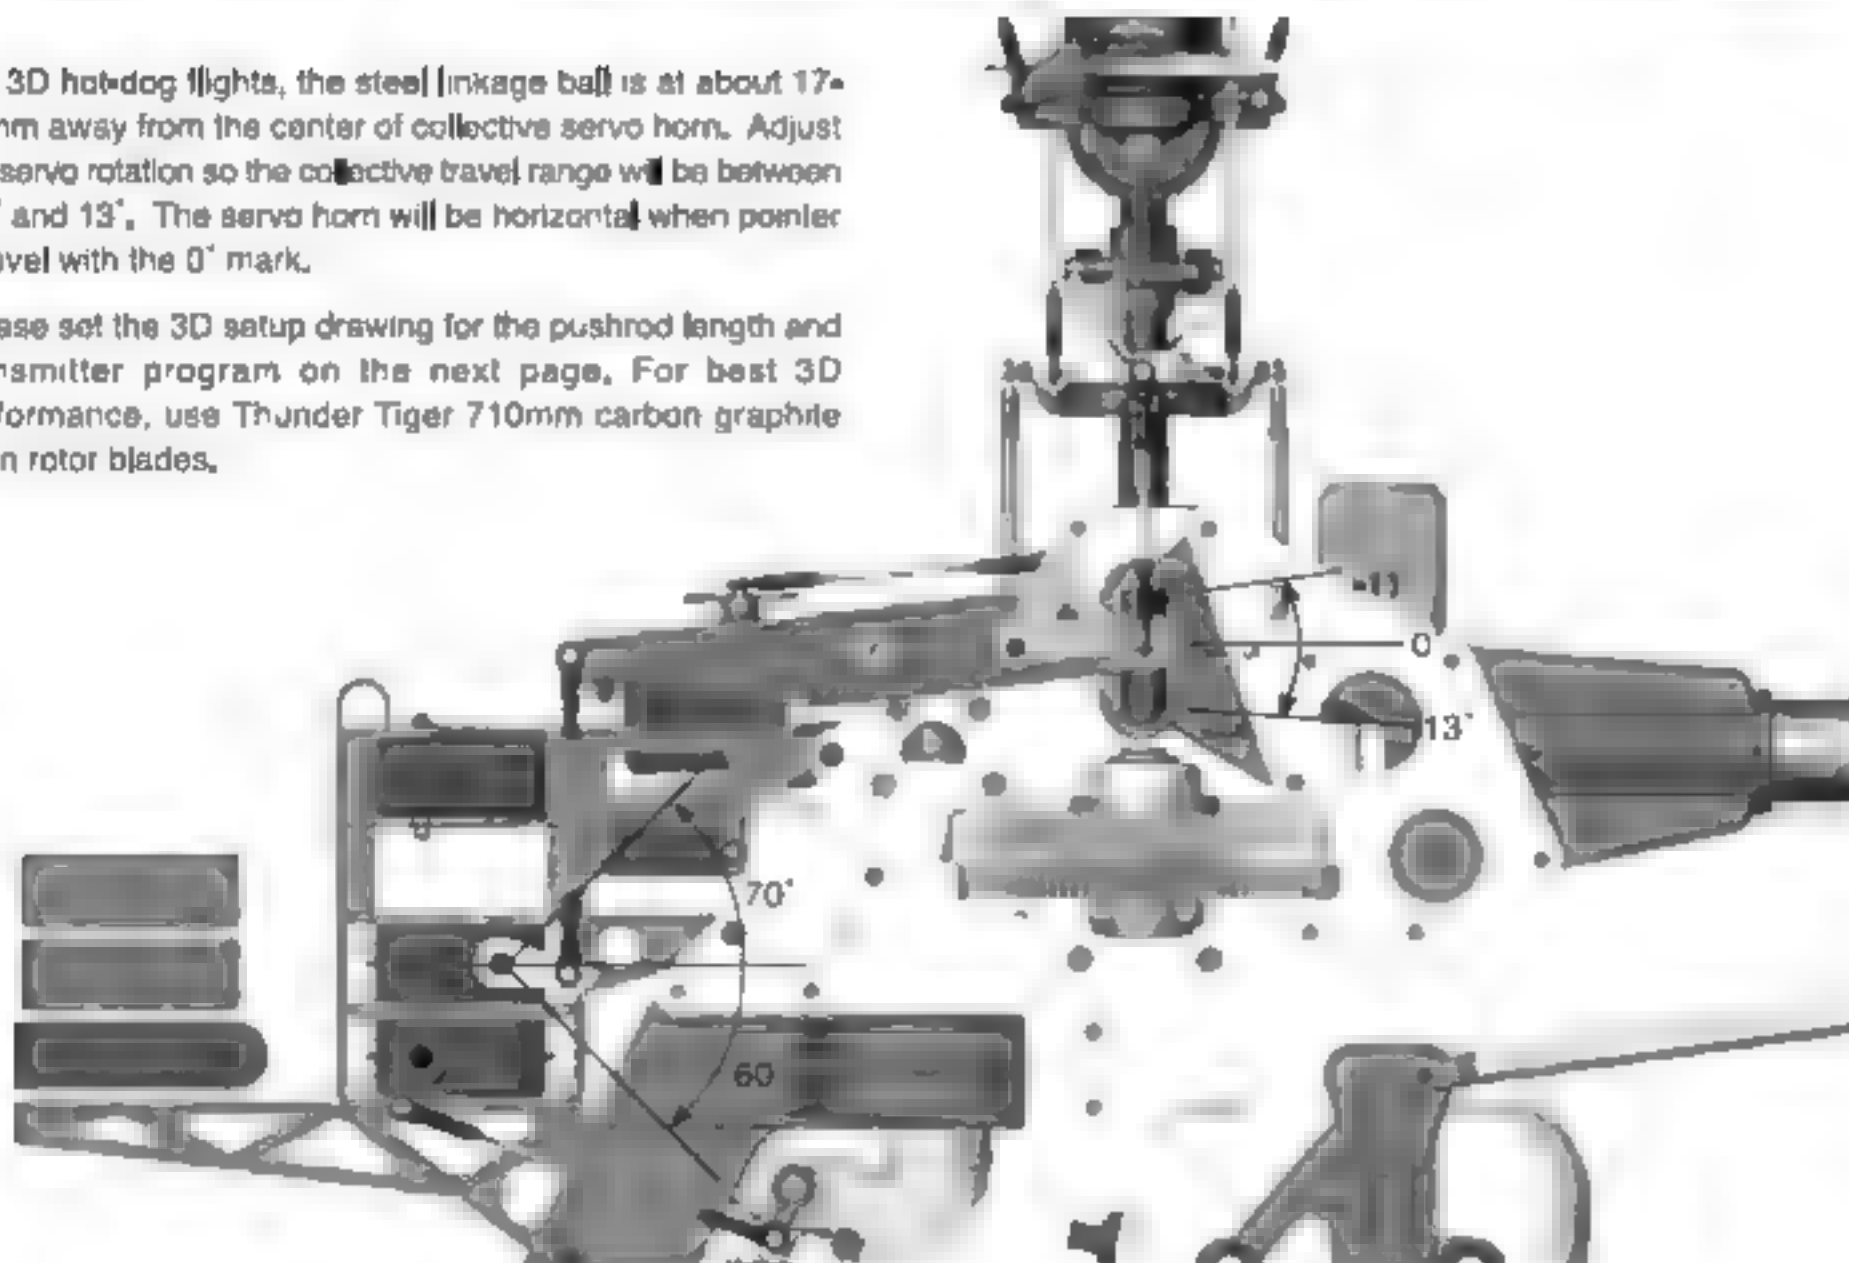 3D hot-dog flights, the steel linkage ball is at about 17-
mm away from the center of collective servo horn. Adjust
servo rotation so the collective travel range will be between
° and 13°. The servo horn will be horizontal when pointer
evel with the 0° mark.
ase set the 3D setup drawing for the pushrod length and
nsmitter program on the next page. For best 3D
formance, use Thunder Tiger 710mm carbon graphite
n rotor blades.
-11
0
13°
70°
60